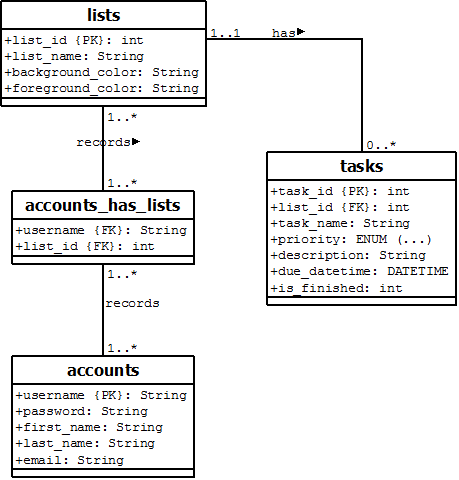 lists
+list_id {PK}: int
+list_name: String
+background_color: String
+foreground_color: String
1..1 has
1..*
records
0..*
1..*
tasks
+task_id {PK}: int
+list_id {FK}: int
+task_name: String
+priority: ENUM (...)
+description: String
+due_datetime: DATETIME
+is_finished: int
accounts_has_lists
+username {FK}: String
+list_id {FK}: int
1..*
records
1..*
accounts
+username {PK}: String
+password: String
+first_name: String
+last_name: String
+email: String